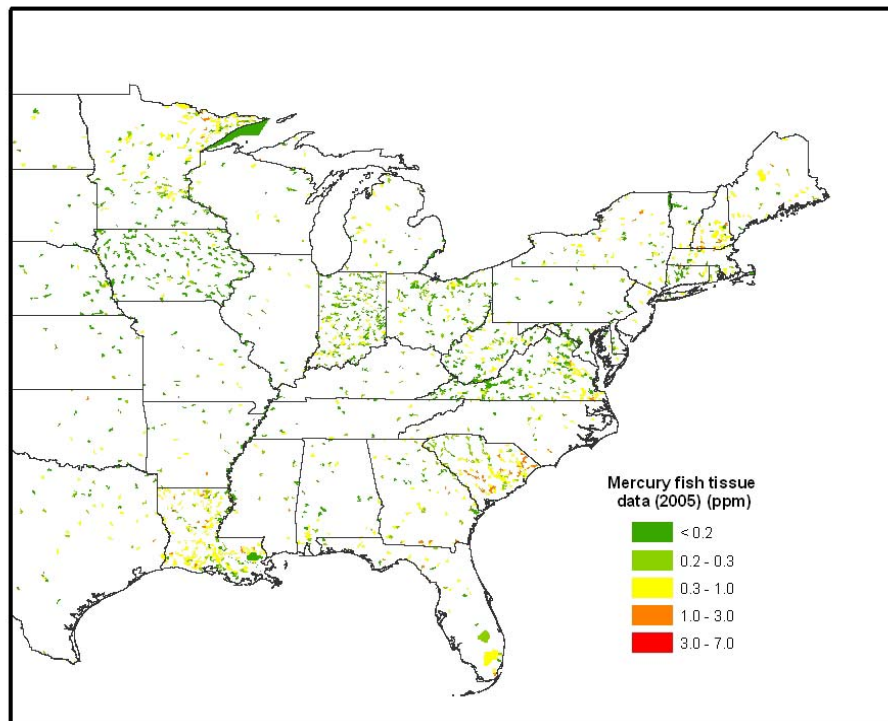 Mercury fish tissue
data (2005) (ppm)
< 0.2
0.2 - 0.3
0.3 - 1.0
1.0 - 3.0
3.0 - 7.0